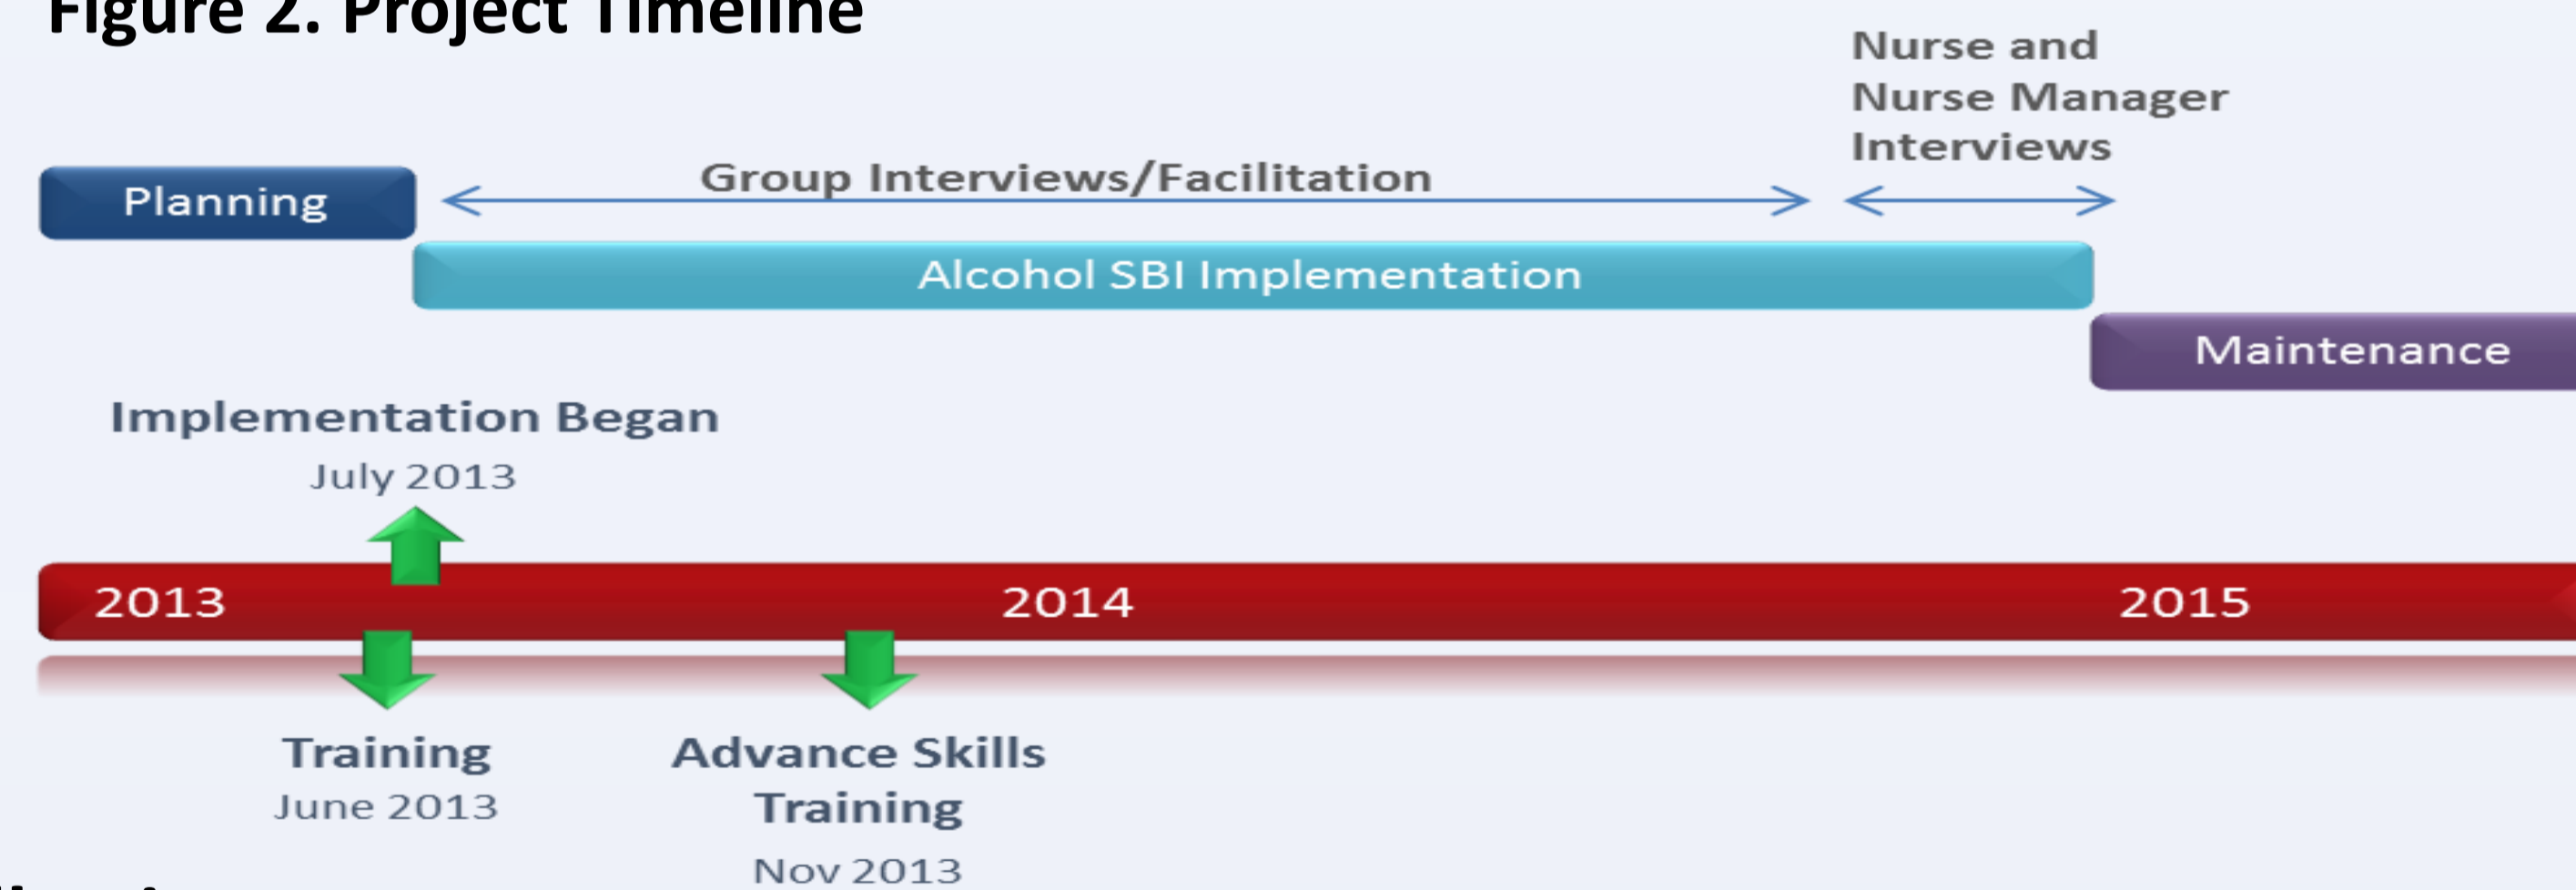 Figure 2. Project Timeline
Nurse and
Nurse Manager
Interviews
Group Interviews/Facilitation
Planning
Alcohol SBI Implementation
Maintenance
Implementation Began
July 2013
2013
2014
2015
Training
June 2013
Advance Skills
Training
Nov 2013